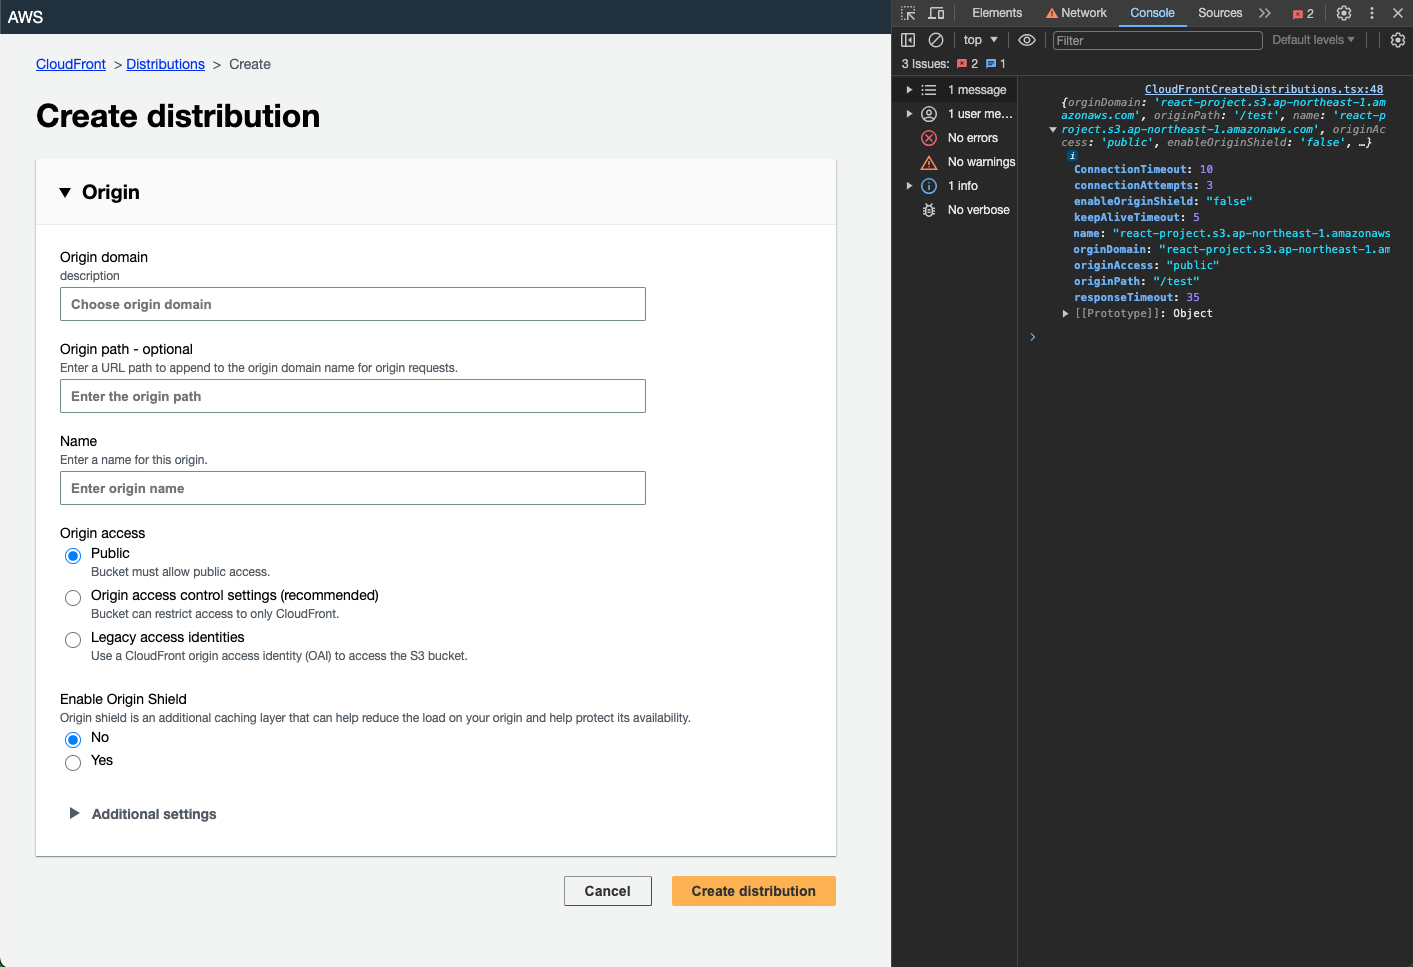 AWS
CloudFront > Distributions > Create
Create distribution
▼ Origin
Origin domain
description
Choose origin domain
Origin path - optional
Enter a URL path to append to the origin domain name for origin requests.
Enter the origin path
Name
Enter a name for this origin.
Enter origin name
Origin access
Public
Bucket must allow public access.
Origin access control settings (recommended)
Bucket can restrict access to only CloudFront.
Legacy access identities
Use a CloudFront origin access identity (OAI) to access the S3 bucket.
Enable Origin Shield
Origin shield is an additional caching layer that can help reduce the load on your origin and help protect its availability.
No
Yes
Additional settings
Cancel
Create distribution
Elements Network Console Sources 2
top Filter Default levels
3 Issues: 2 1
1 message
1 user me...
No errors
No warnings
1 info
No verbose
CloudFrontCreateDistributions.tsx:48
{orginDomain: 'react-project.s3.ap-northeast-1.am
azonaws.com', originPath: '/test', name: 'react-p
roject.s3.ap-northeast-1.amazonaws.com', originAc
cess: 'public', enableOriginShield: 'false', …}
i
ConnectionTimeout: 10
connectionAttempts: 3
enableOriginShield: "false"
keepAliveTimeout: 5
name: "react-project.s3.ap-northeast-1.amazonaws
orginDomain: "react-project.s3.ap-northeast-1.am
originAccess: "public"
originPath: "/test"
responseTimeout: 35
[[Prototype]]: Object